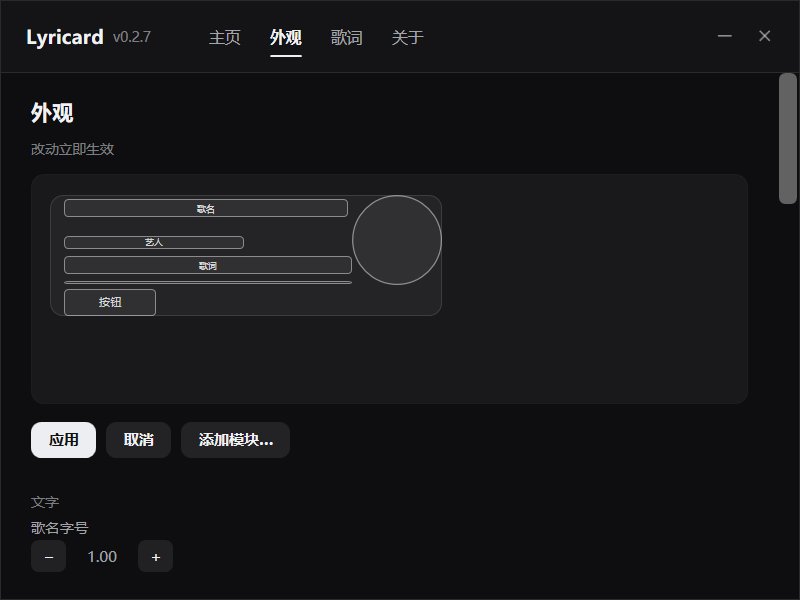 Lyricard v0.2.7 主页 外观 歌词 关于
外观
改动立即生效
歌名
艺人
歌词
按钮
应用 取消 添加模块...
文字
歌名字号
− 1.00 +